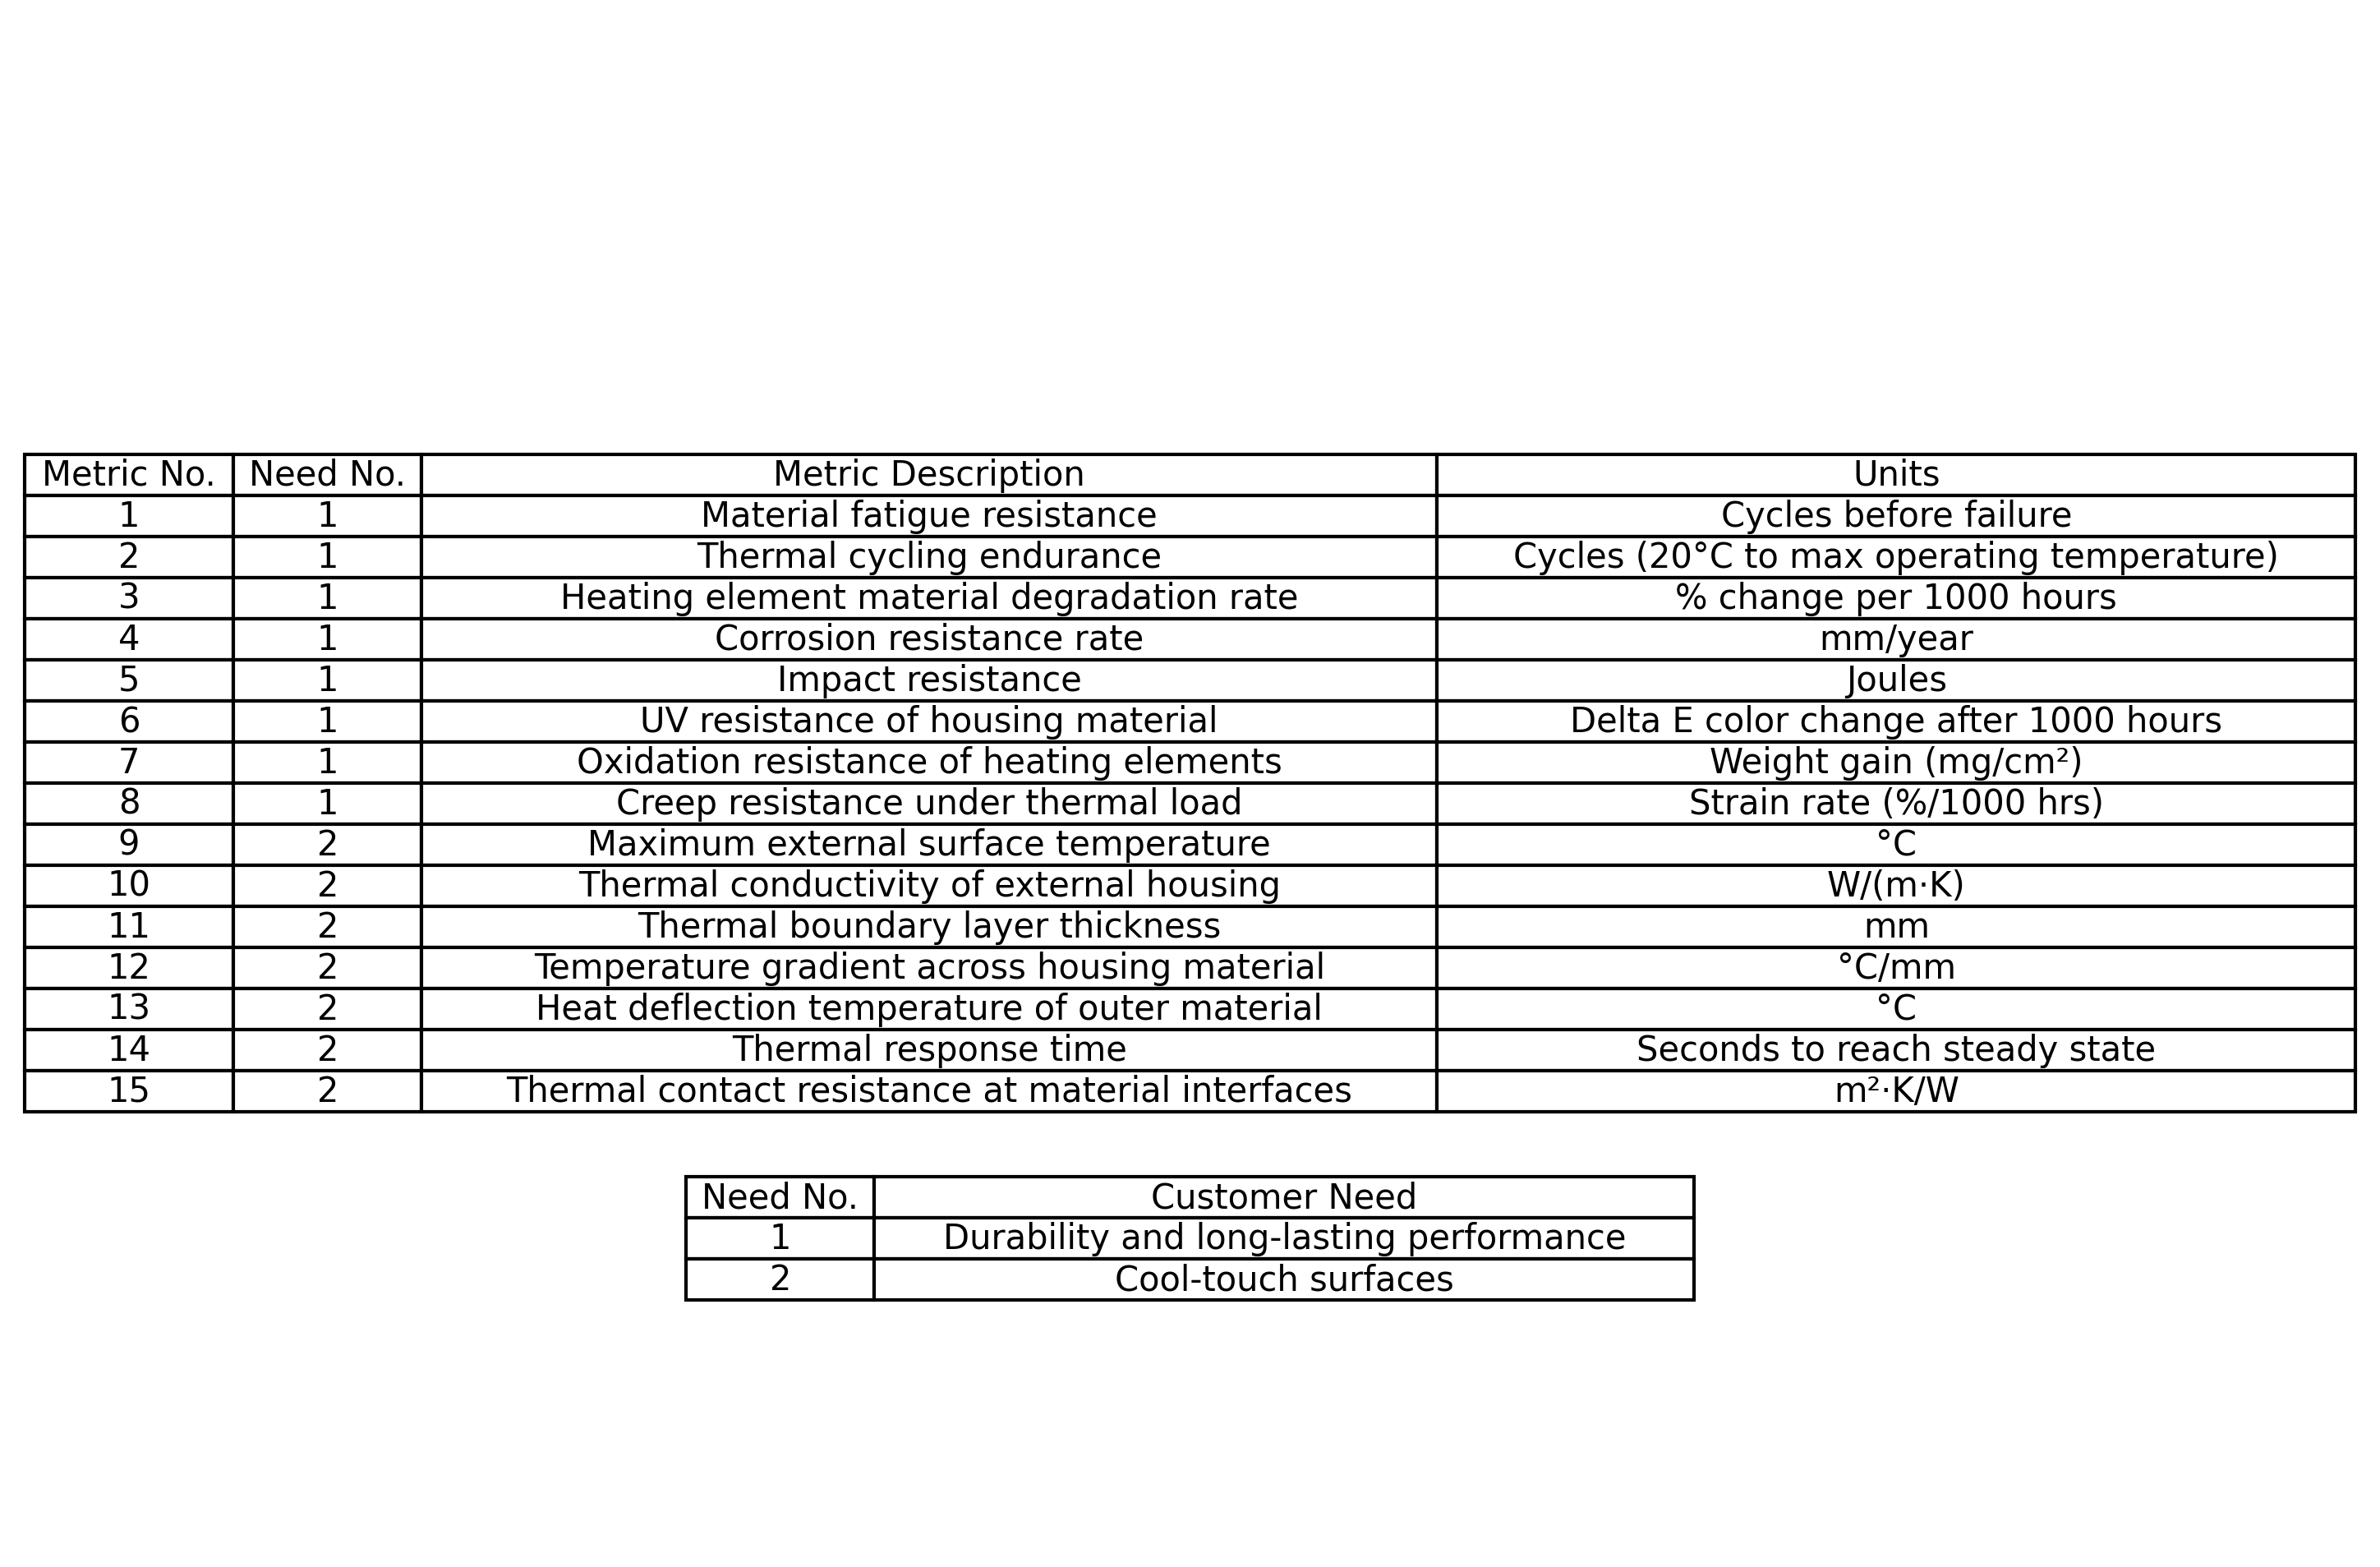 Metric No. Need No. Metric Description Units
1 1 Material fatigue resistance Cycles before failure
2 1 Thermal cycling endurance Cycles (20°C to max operating temperature)
3 1 Heating element material degradation rate % change per 1000 hours
4 1 Corrosion resistance rate mm/year
5 1 Impact resistance Joules
6 1 UV resistance of housing material Delta E color change after 1000 hours
7 1 Oxidation resistance of heating elements Weight gain (mg/cm²)
8 1 Creep resistance under thermal load Strain rate (%/1000 hrs)
9 2 Maximum external surface temperature °C
10 2 Thermal conductivity of external housing W/(m·K)
11 2 Thermal boundary layer thickness mm
12 2 Temperature gradient across housing material °C/mm
13 2 Heat deflection temperature of outer material °C
14 2 Thermal response time Seconds to reach steady state
15 2 Thermal contact resistance at material interfaces m²·K/W
Need No. Customer Need
1 Durability and long-lasting performance
2 Cool-touch surfaces